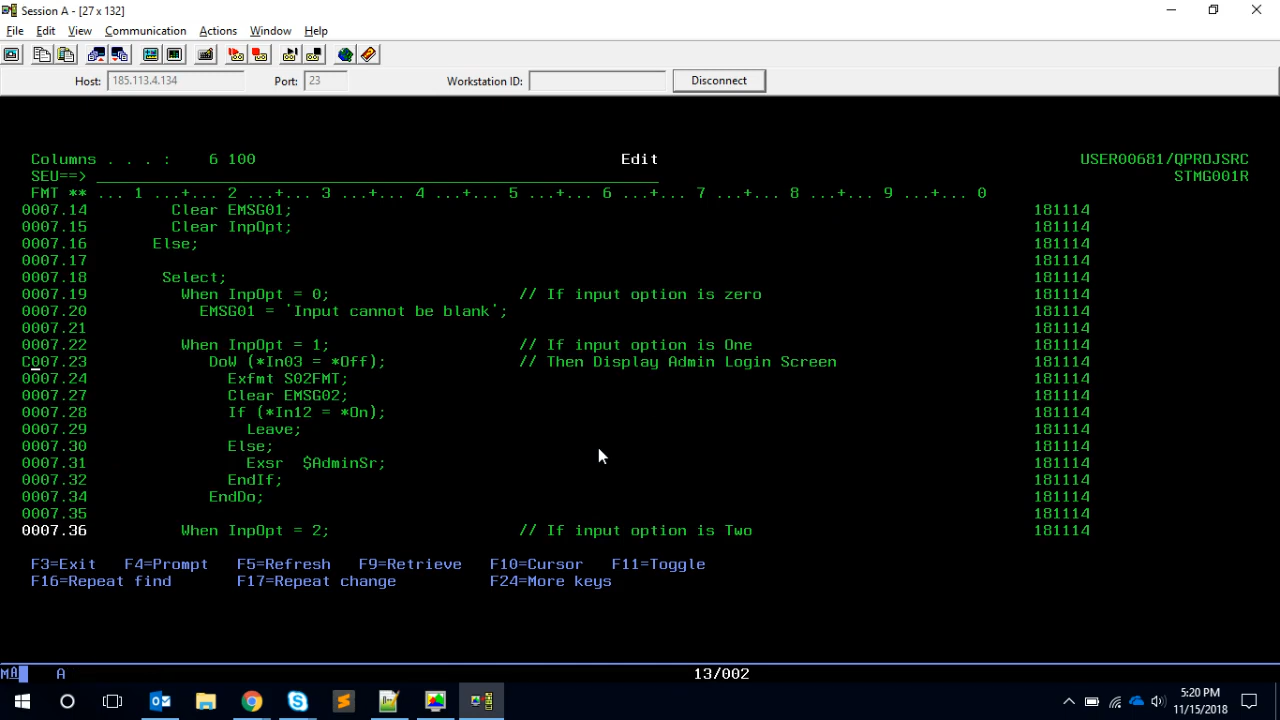 Session A - [27 x 132]
File Edit View Communication Actions Window Help
Host: 185.113.4.134 Port: 23 Workstation ID: Disconnect
Columns . . . : 6 100 Edit USER00681/QPROJSRC
SEU==> STMG001R
FMT ** ... 1 ...+... 2 ...+... 3 ...+... 4 ...+... 5 ...+... 6 ...+... 7 ...+... 8 ...+... 9 ...+... 0
0007.14 Clear EMSG01; 181114
0007.15 Clear InpOpt; 181114
0007.16 Else; 181114
0007.17 181114
0007.18 Select; 181114
0007.19 When InpOpt = 0; // If input option is zero 181114
0007.20 EMSG01 = 'Input cannot be blank'; 181114
0007.21 181114
0007.22 When InpOpt = 1; // If input option is One 181114
C007.23 DoW (*In03 = *Off); // Then Display Admin Login Screen 181114
0007.24 Exfmt S02FMT; 181114
0007.27 Clear EMSG02; 181114
0007.28 If (*In12 = *On); 181114
0007.29 Leave; 181114
0007.30 Else; 181114
0007.31 Exsr $AdminSr; 181114
0007.32 EndIf; 181114
0007.34 EndDo; 181114
0007.35 181114
0007.36 When InpOpt = 2; // If input option is Two 181114
F3=Exit F4=Prompt F5=Refresh F9=Retrieve F10=Cursor F11=Toggle
F16=Repeat find F17=Repeat change F24=More keys
MA A 13/002
5:20 PM
11/15/2018